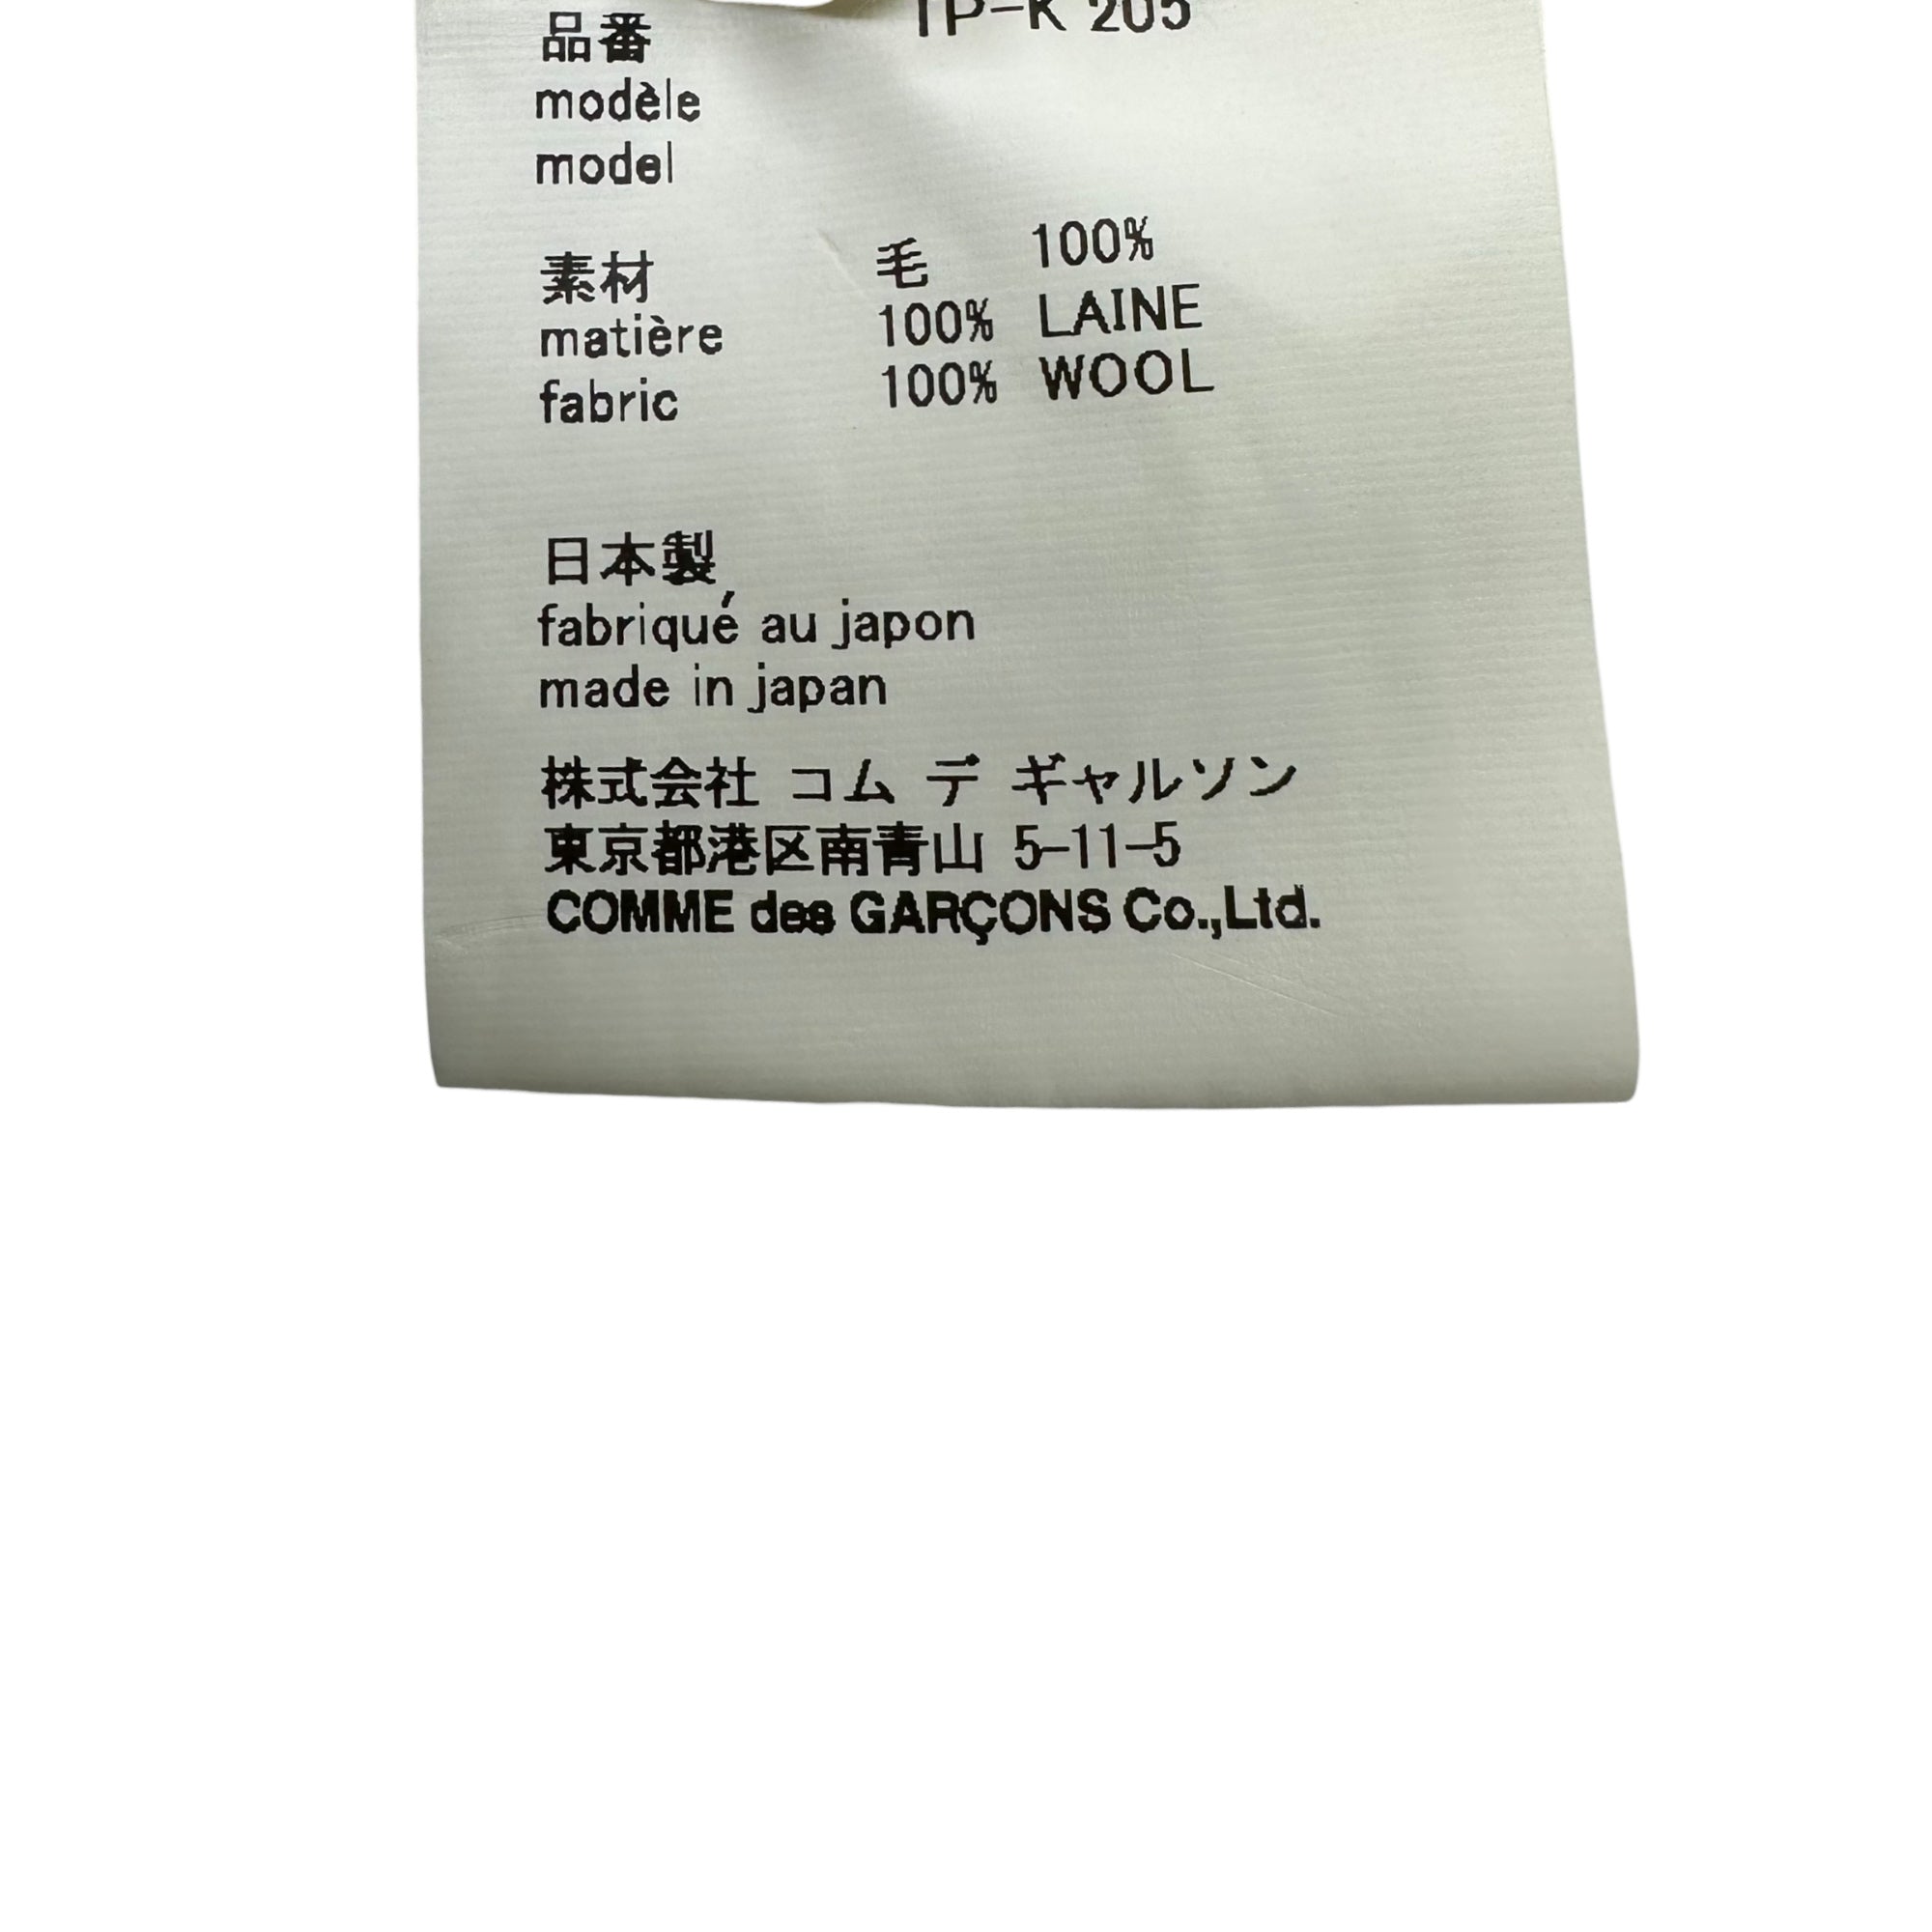 TP-K 205
品番
modèle
model
毛 100%
素材
100% LAINE
matière
100% WOOL
fabric
日本製
fabriqué au japon
made in japan
株式会社 コム デ ギャルソン
東京都港区南青山 5-11-5
COMME des GARÇONS Co.,Ltd.